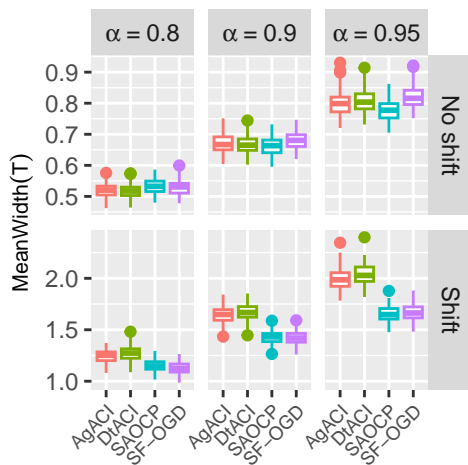 α = 0.8 α = 0.9 α = 0.95
MeanWidth(T)
0.9
0.8
0.7
0.6
0.5
No shift
2.0
1.5
1.0
Shift
AgACI DtACI SAOCP SF−OGD AgACI DtACI SAOCP SF−OGD AgACI DtACI SAOCP SF−OGD